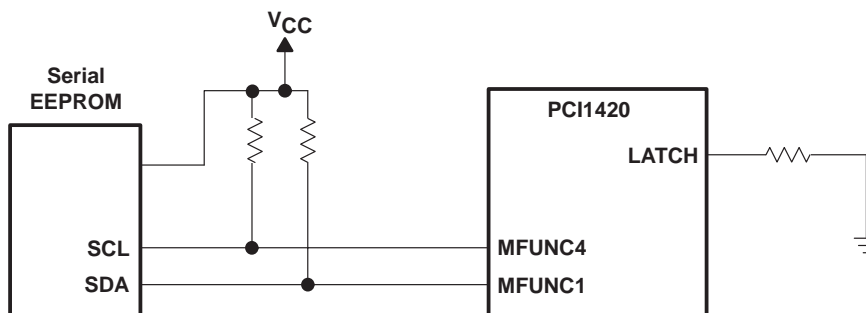 VCC
Serial
EEPROM
PCI1420
LATCH
SCL
MFUNC4
SDA
MFUNC1